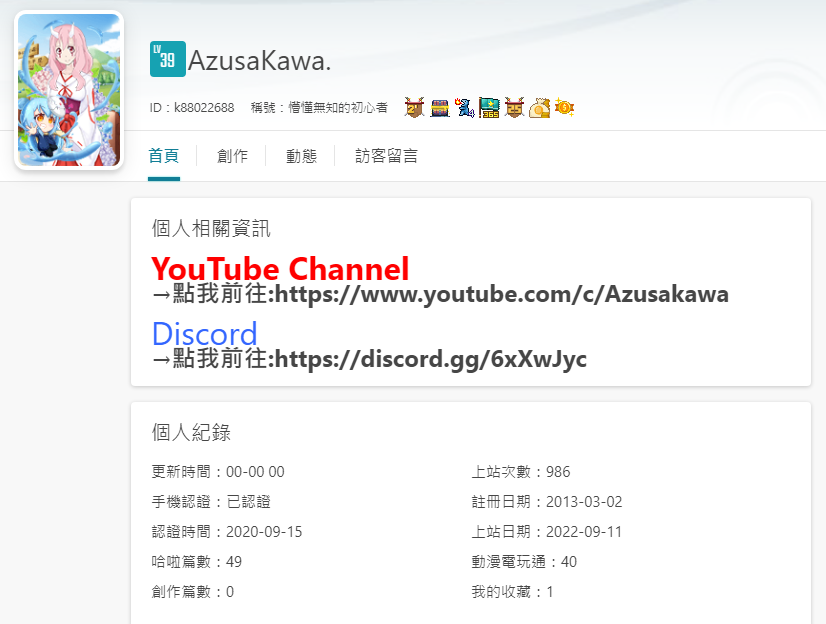 LV
39
AzusaKawa.
ID：k88022688 稱號：懵懂無知的初心者
首頁 創作 動態 訪客留言
個人相關資訊
YouTube Channel
→點我前往:https://www.youtube.com/c/Azusakawa
Discord
→點我前往:https://discord.gg/6xXwJyc
個人紀錄
更新時間：00-00 00 上站次數：986
手機認證：已認證 註冊日期：2013-03-02
認證時間：2020-09-15 上站日期：2022-09-11
哈啦篇數：49 動漫電玩通：40
創作篇數：0 我的收藏：1